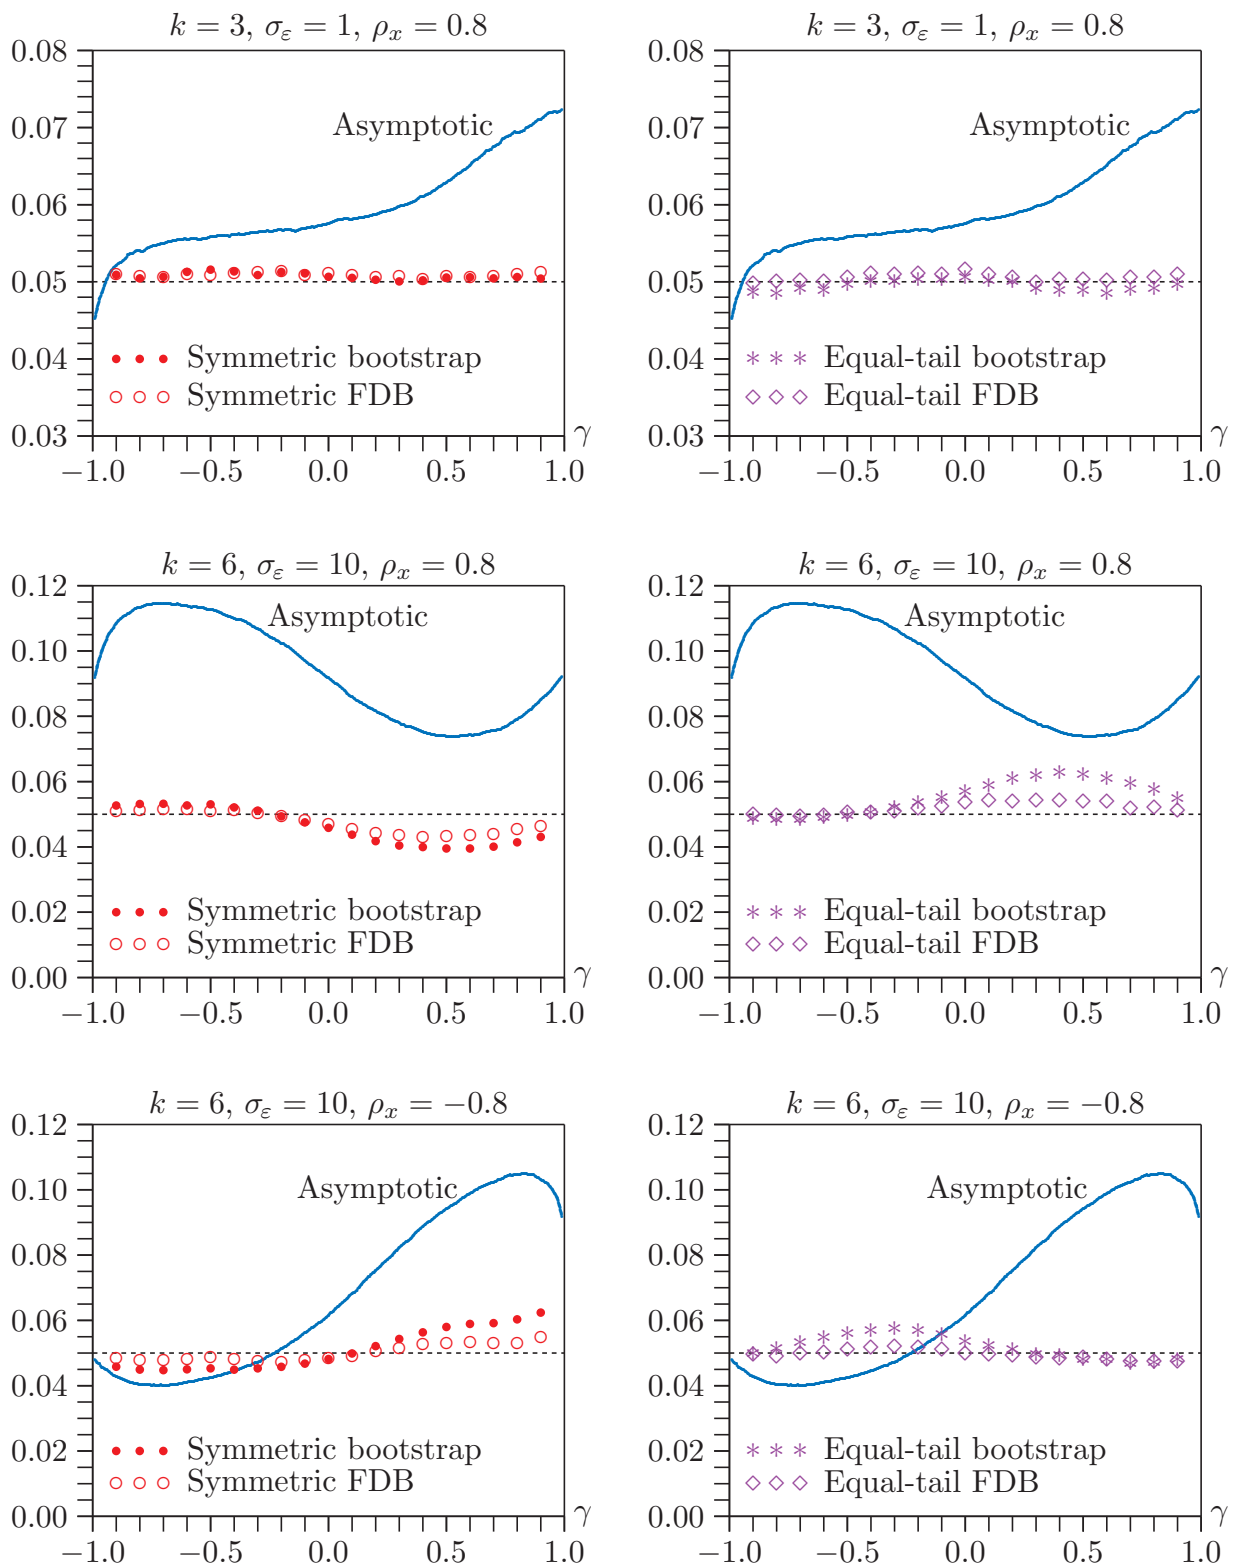 k = 3, σ_ε = 1, ρ_x = 0.8
0.08
0.07
0.06
0.05
0.04
0.03
Asymptotic
Symmetric bootstrap
Symmetric FDB
γ
−1.0 −0.5 0.0 0.5 1.0
k = 3, σ_ε = 1, ρ_x = 0.8
0.08
0.07
0.06
0.05
0.04
0.03
Asymptotic
Equal-tail bootstrap
Equal-tail FDB
γ
−1.0 −0.5 0.0 0.5 1.0
k = 6, σ_ε = 10, ρ_x = 0.8
0.12
0.10
0.08
0.06
0.04
0.02
0.00
Asymptotic
Symmetric bootstrap
Symmetric FDB
γ
−1.0 −0.5 0.0 0.5 1.0
k = 6, σ_ε = 10, ρ_x = 0.8
0.12
0.10
0.08
0.06
0.04
0.02
0.00
Asymptotic
Equal-tail bootstrap
Equal-tail FDB
γ
−1.0 −0.5 0.0 0.5 1.0
k = 6, σ_ε = 10, ρ_x = −0.8
0.12
0.10
0.08
0.06
0.04
0.02
0.00
Asymptotic
Symmetric bootstrap
Symmetric FDB
γ
−1.0 −0.5 0.0 0.5 1.0
k = 6, σ_ε = 10, ρ_x = −0.8
0.12
0.10
0.08
0.06
0.04
0.02
0.00
Asymptotic
Equal-tail bootstrap
Equal-tail FDB
γ
−1.0 −0.5 0.0 0.5 1.0